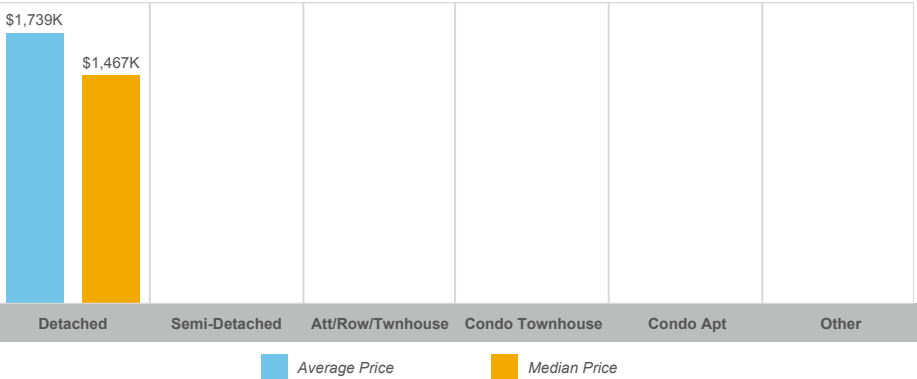 $1,739K
$1,467K
Detached Semi-Detached Att/Row/Twnhouse Condo Townhouse Condo Apt Other
Average Price Median Price